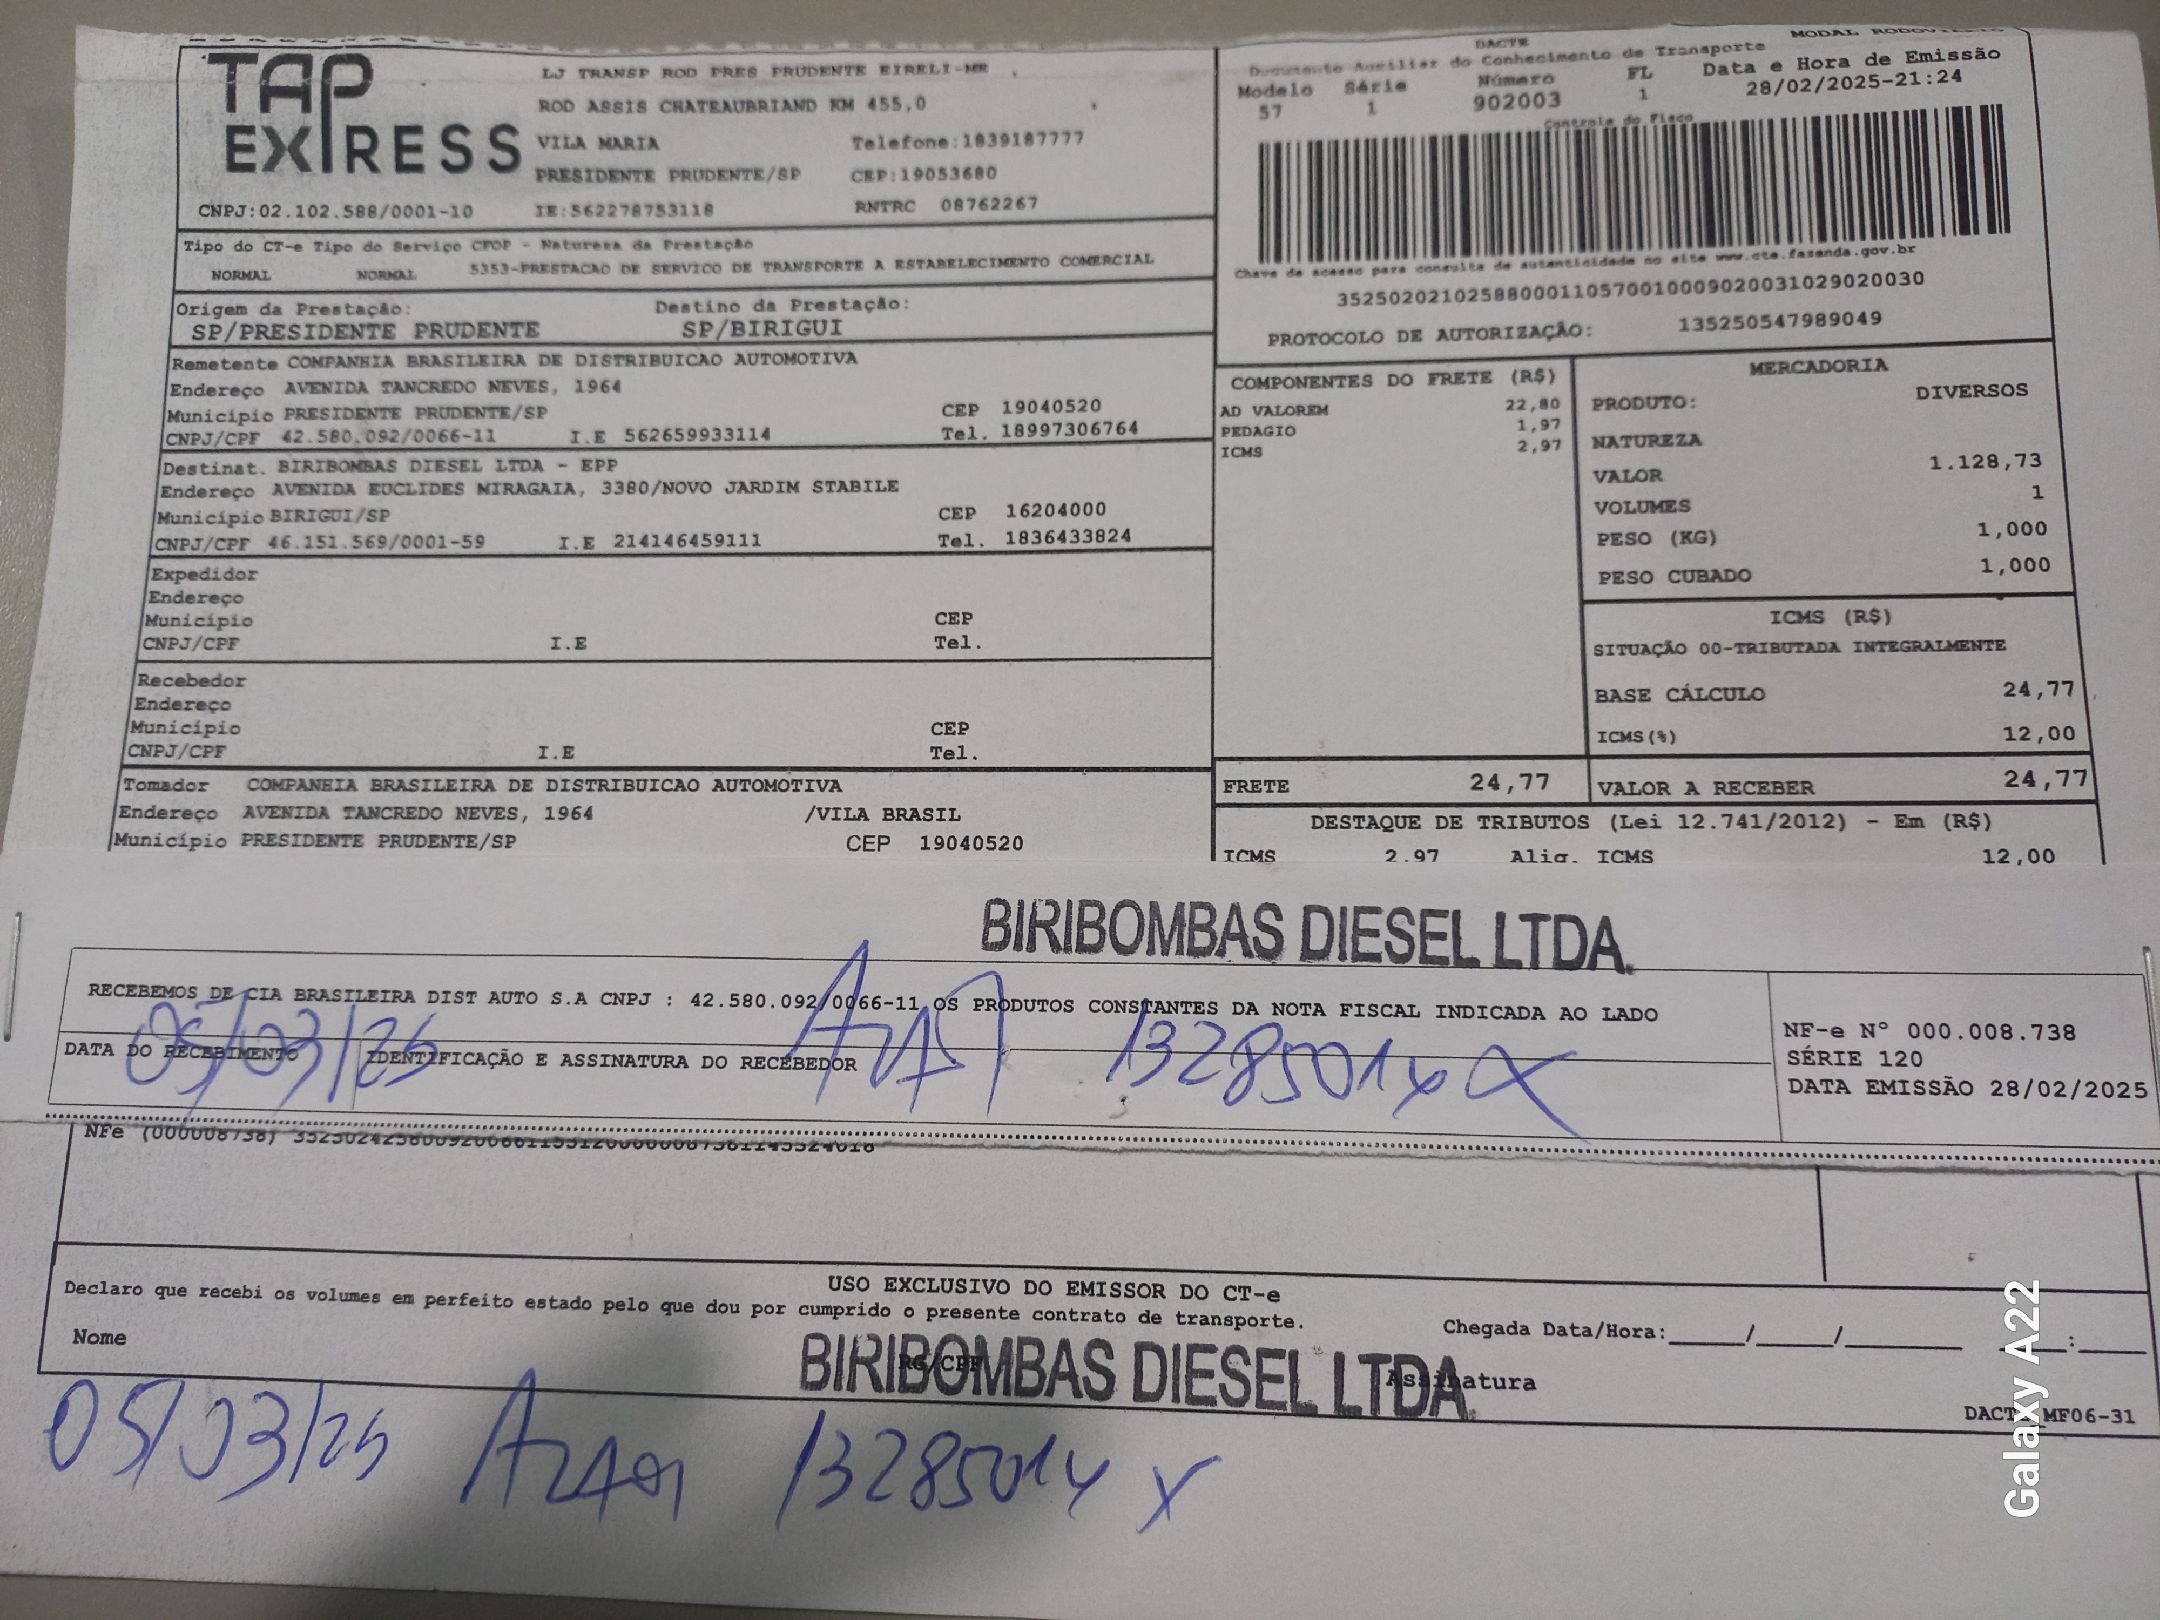 TAP EXPRESS
LJ TRANSP ROD PRES PRUDENTE EIRELI-ME
ROD ASSIS CHATEAUBRIAND KM 455,0
VILA MARIA Telefone:1839187777
PRESIDENTE PRUDENTE/SP CEP:19053680
CNPJ:02.102.588/0001-10 IE:562278753118 RNTRC 08762267
DACTE MODAL RODOVIÁRIO
Documento Auxiliar do Conhecimento de Transporte
Modelo Série Número FL Data e Hora de Emissão
57 1 902003 1 28/02/2025-21:24
Controle do Fisco
Chave de acesso para consulta de autenticidade no site www.cte.fazenda.gov.br
35250202102588000110570010009020031029020030
PROTOCOLO DE AUTORIZAÇÃO: 135250547989049
Tipo do CT-e Tipo do Serviço CFOP - Natureza da Prestação
NORMAL NORMAL 5353-PRESTACAO DE SERVICO DE TRANSPORTE A ESTABELECIMENTO COMERCIAL
Origem da Prestação: Destino da Prestação:
SP/PRESIDENTE PRUDENTE SP/BIRIGUI
Remetente COMPANHIA BRASILEIRA DE DISTRIBUICAO AUTOMOTIVA
Endereço AVENIDA TANCREDO NEVES, 1964
Município PRESIDENTE PRUDENTE/SP CEP 19040520
CNPJ/CPF 42.580.092/0066-11 I.E 562659933114 Tel. 18997306764
Destinat. BIRIBOMBAS DIESEL LTDA - EPP
Endereço AVENIDA EUCLIDES MIRAGAIA, 3380/NOVO JARDIM STABILE
Município BIRIGUI/SP CEP 16204000
CNPJ/CPF 46.151.569/0001-59 I.E 214146459111 Tel. 1836433824
Expedidor
Endereço
Município CEP
CNPJ/CPF I.E Tel.
Recebedor
Endereço
Município CEP
CNPJ/CPF I.E Tel.
Tomador COMPANHIA BRASILEIRA DE DISTRIBUICAO AUTOMOTIVA
Endereço AVENIDA TANCREDO NEVES, 1964 /VILA BRASIL
Município PRESIDENTE PRUDENTE/SP CEP 19040520
COMPONENTES DO FRETE (R$)
AD VALOREM 22,80
PEDAGIO 1,97
ICMS 2,97
FRETE 24,77
MERCADORIA
PRODUTO: DIVERSOS
NATUREZA
VALOR 1.128,73
VOLUMES 1
PESO (KG) 1,000
PESO CUBADO 1,000
ICMS (R$)
SITUAÇÃO 00-TRIBUTADA INTEGRALMENTE
BASE CÁLCULO 24,77
ICMS(%) 12,00
VALOR A RECEBER 24,77
DESTAQUE DE TRIBUTOS (Lei 12.741/2012) - Em (R$)
ICMS 2,97 Aliq. ICMS 12,00
BIRIBOMBAS DIESEL LTDA.
RECEBEMOS DE CIA BRASILEIRA DIST AUTO S.A CNPJ : 42.580.092/0066-11 OS PRODUTOS CONSTANTES DA NOTA FISCAL INDICADA AO LADO
DATA DO RECEBIMENTO IDENTIFICAÇÃO E ASSINATURA DO RECEBEDOR
05/03/25 13285014 X
NF-e N° 000.008.738
SÉRIE 120
DATA EMISSÃO 28/02/2025
NFe (000008738)
USO EXCLUSIVO DO EMISSOR DO CT-e
Declaro que recebi os volumes em perfeito estado pelo que dou por cumprido o presente contrato de transporte.
Nome RG/CPF Assinatura
Chegada Data/Hora:____/____/______ ____:____
BIRIBOMBAS DIESEL LTDA.
DACTE MF06-31
05/03/25 13285014 X
Galaxy A22